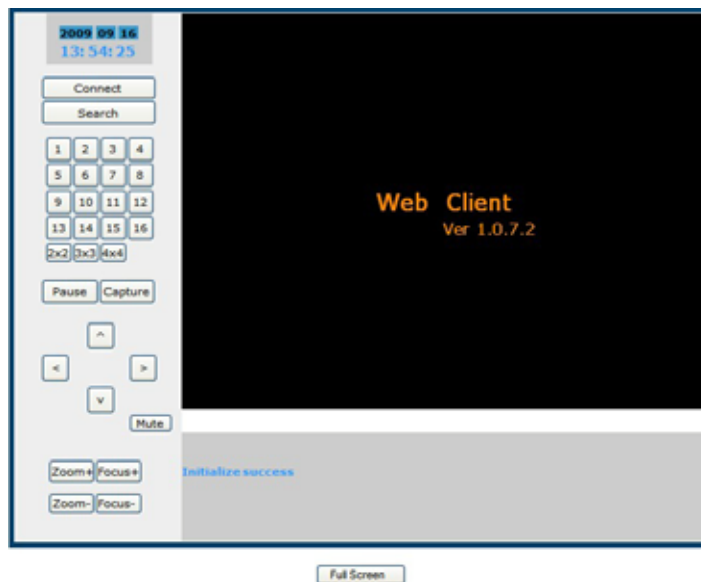 2009 09 16
13:54:25
Connect
Search
1 2 3 4
5 6 7 8
9 10 11 12
13 14 15 16
2x2 3x3 4x4
Pause Capture
^
< >
v
Mute
Zoom+ Focus+
Zoom- Focus-
Web Client
Ver 1.0.7.2
Initialize success
Full Screen